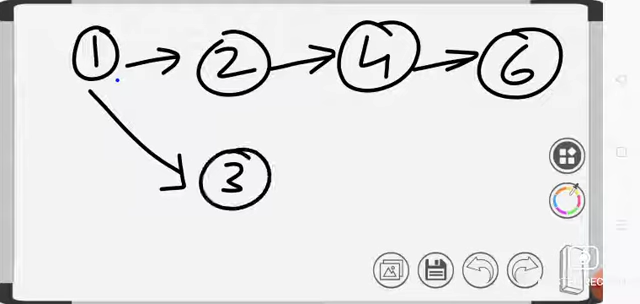 1 → 2 → 4 → 6
3